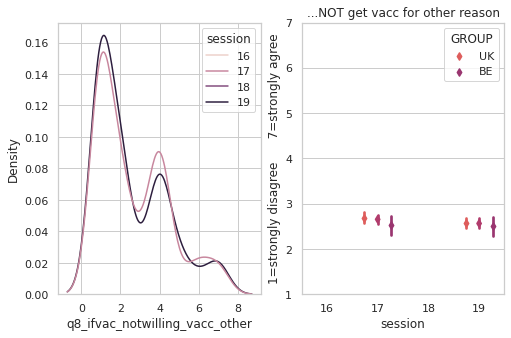 ...NOT get vacc for other reason
session
16
17
18
19
GROUP
UK
BE
Density
0.00
0.02
0.04
0.06
0.08
0.10
0.12
0.14
0.16
0 2 4 6 8
q8_ifvac_notwilling_vacc_other
1=strongly disagree 7=strongly agree
1
2
3
4
5
6
7
16 17 18 19
session